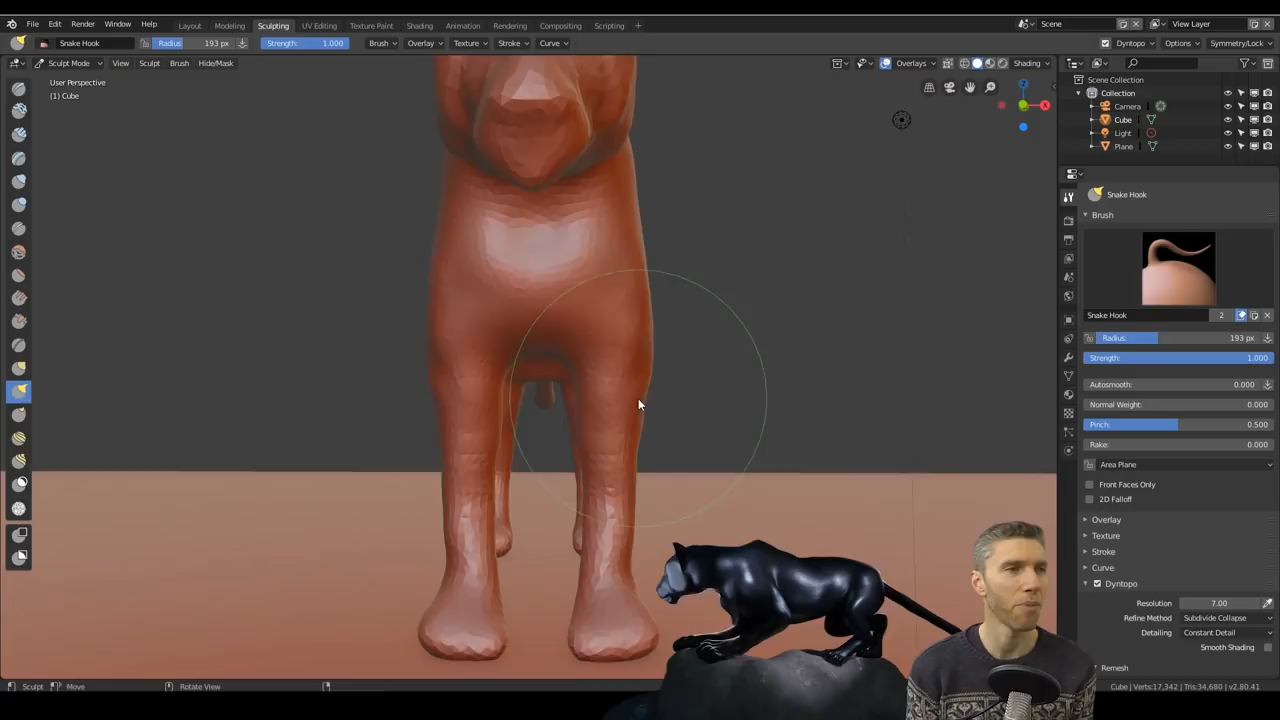 File Edit Render Window Help
Layout Modeling Sculpting UV Editing Texture Paint Shading Animation Rendering Compositing Scripting +
Scene
View Layer
Snake Hook Radius 193 px Strength: 1.000 Brush Overlay Texture Stroke Curve
Dyntopo Options Symmetry/Lock
Sculpt Mode View Sculpt Brush Hide/Mask
Overlays Shading
User Perspective
(1) Cube
Z
X
Scene Collection
Collection
Camera
Cube
Light
Plane
Snake Hook
Brush
Snake Hook 2
Radius: 193 px
Strength: 1.000
Autosmooth: 0.000
Normal Weight: 0.000
Pinch: 0.500
Rake: 0.000
Area Plane
Front Faces Only
2D Falloff
Overlay
Texture
Stroke
Curve
Dyntopo
Resolution 7.00
Refine Method Subdivide Collapse
Detailing Constant Detail
Smooth Shading
Remesh
Sculpt Move Rotate View
Cube | Verts:17,342 | Tris:34,680 | v2.80.41